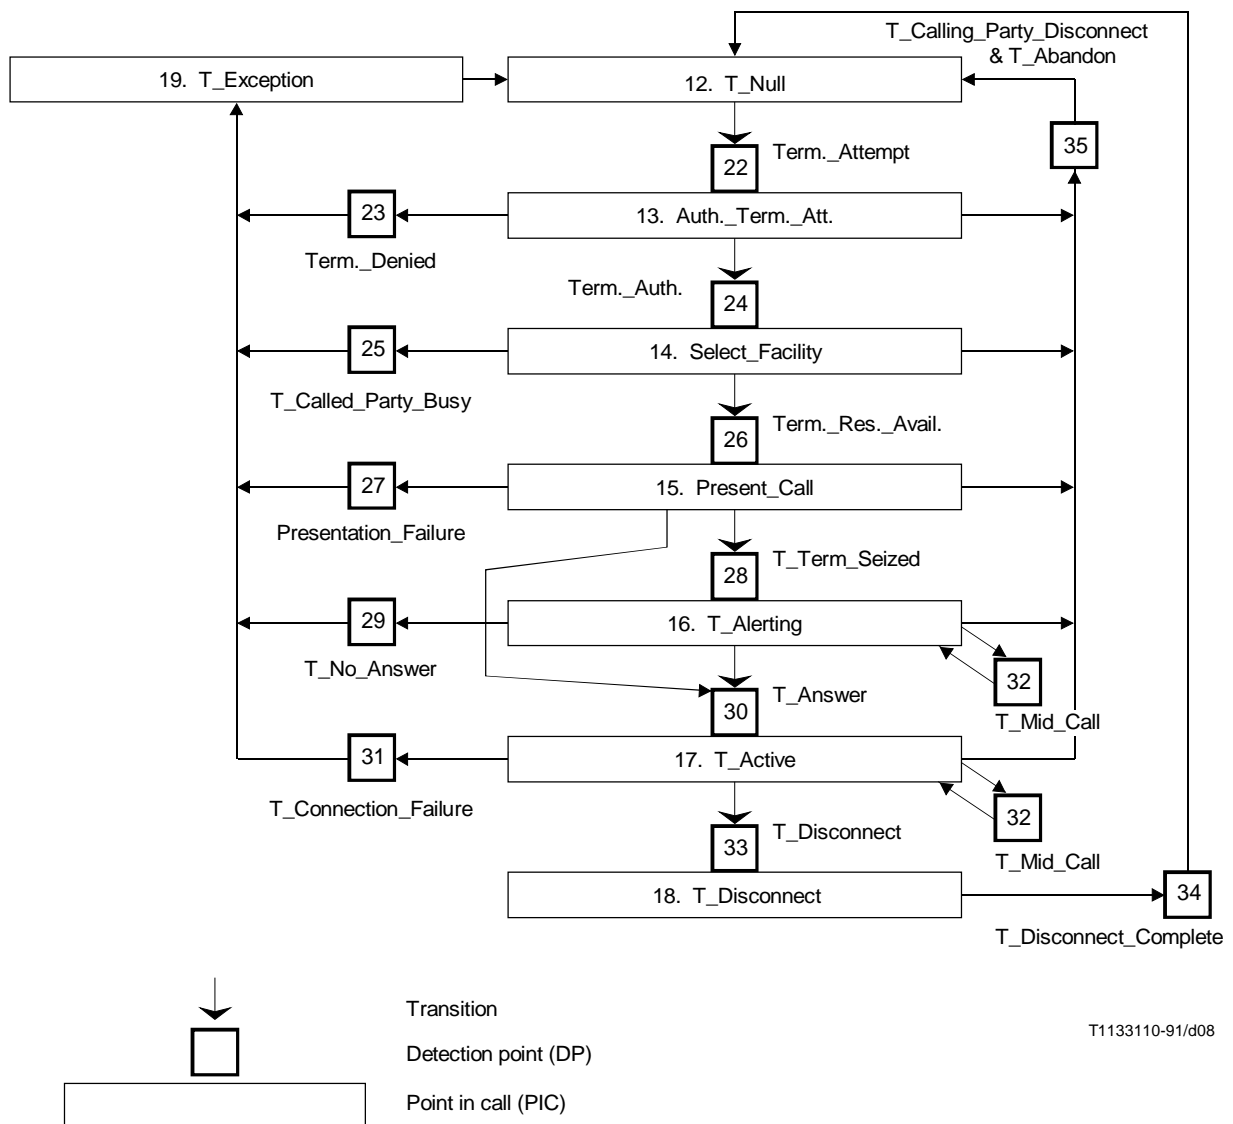 T_Calling_Party_Disconnect
& T_Abandon
19. T_Exception
12. T_Null
35
Term._Attempt
22
23
13. Auth._Term._Att.
Term._Denied
Term._Auth.
24
25
14. Select_Facility
T_Called_Party_Busy
Term._Res._Avail.
26
27
15. Present_Call
Presentation_Failure
T_Term_Seized
28
29
16. T_Alerting
T_No_Answer
32
T_Mid_Call
T_Answer
30
31
17. T_Active
T_Connection_Failure
32
T_Mid_Call
T_Disconnect
33
18. T_Disconnect
34
T_Disconnect_Complete
Transition
Detection point (DP)
Point in call (PIC)
T1133110-91/d08